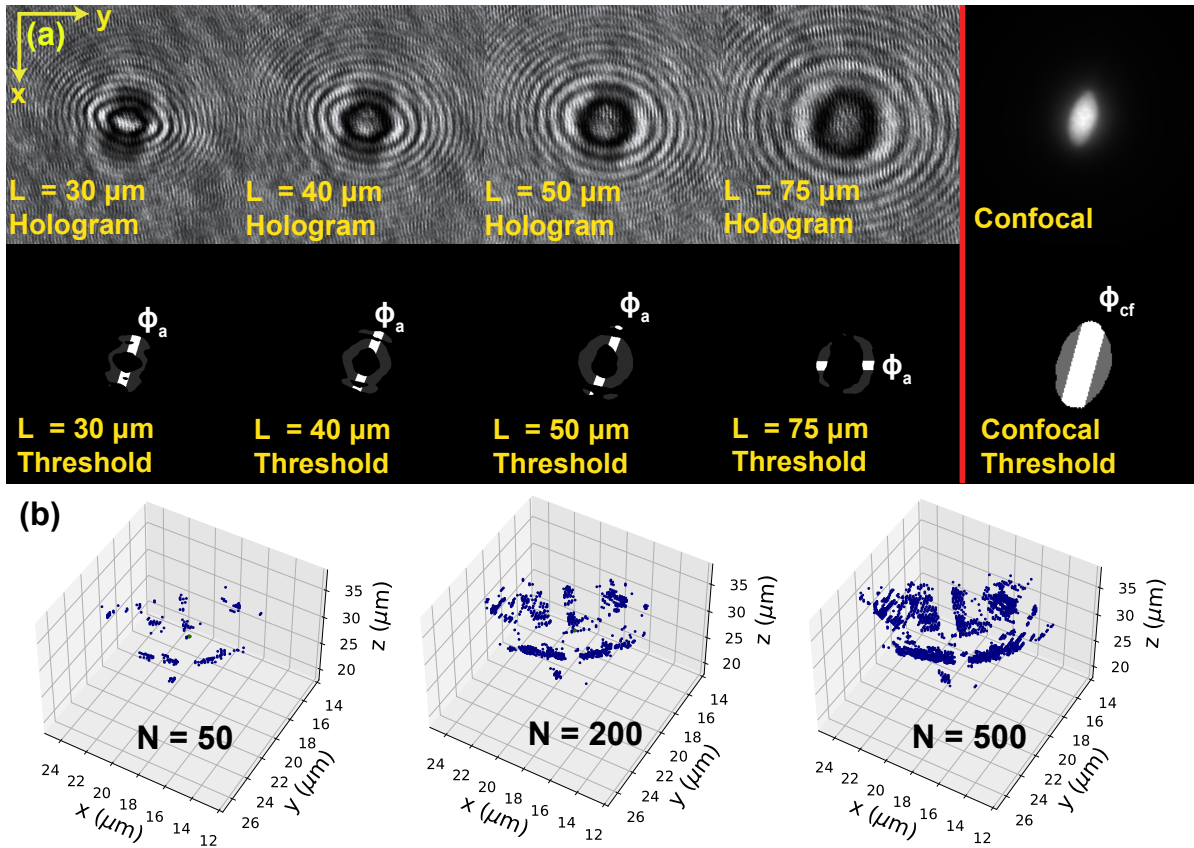 (a)
y
x
L = 30 μm
Hologram
L = 40 μm
Hologram
L = 50 μm
Hologram
L = 75 μm
Hologram
Confocal
ϕa
ϕa
ϕa
ϕa
ϕcf
L = 30 μm
Threshold
L = 40 μm
Threshold
L = 50 μm
Threshold
L = 75 μm
Threshold
Confocal
Threshold
(b)
35
30
25
20
z (μm)
14
16
18
20
22
24
26
y (μm)
24
22
20
18
16
14
12
x (μm)
N = 50
35
30
25
20
z (μm)
14
16
18
20
22
24
26
y (μm)
24
22
20
18
16
14
12
x (μm)
N = 200
35
30
25
20
z (μm)
14
16
18
20
22
24
26
y (μm)
24
22
20
18
16
14
12
x (μm)
N = 500